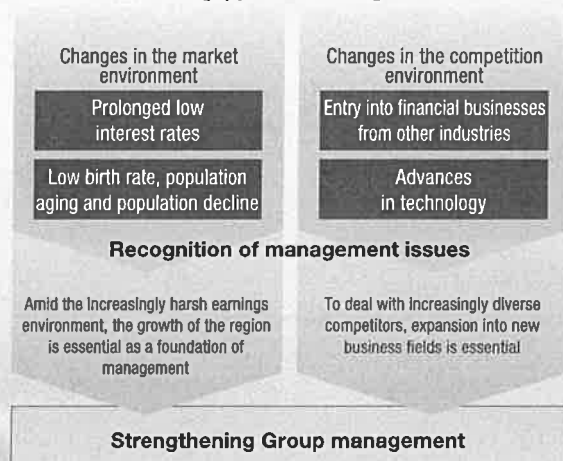 Changes in the market
environment
Prolonged low
interest rates
Low birth rate, population
aging and population decline
Changes in the competition
environment
Entry into financial businesses
from other industries
Advances
in technology
Recognition of management issues
Amid the increasingly harsh earnings
environment, the growth of the region
is essential as a foundation of
management
To deal with increasingly diverse
competitors, expansion into new
business fields is essential
Strengthening Group management